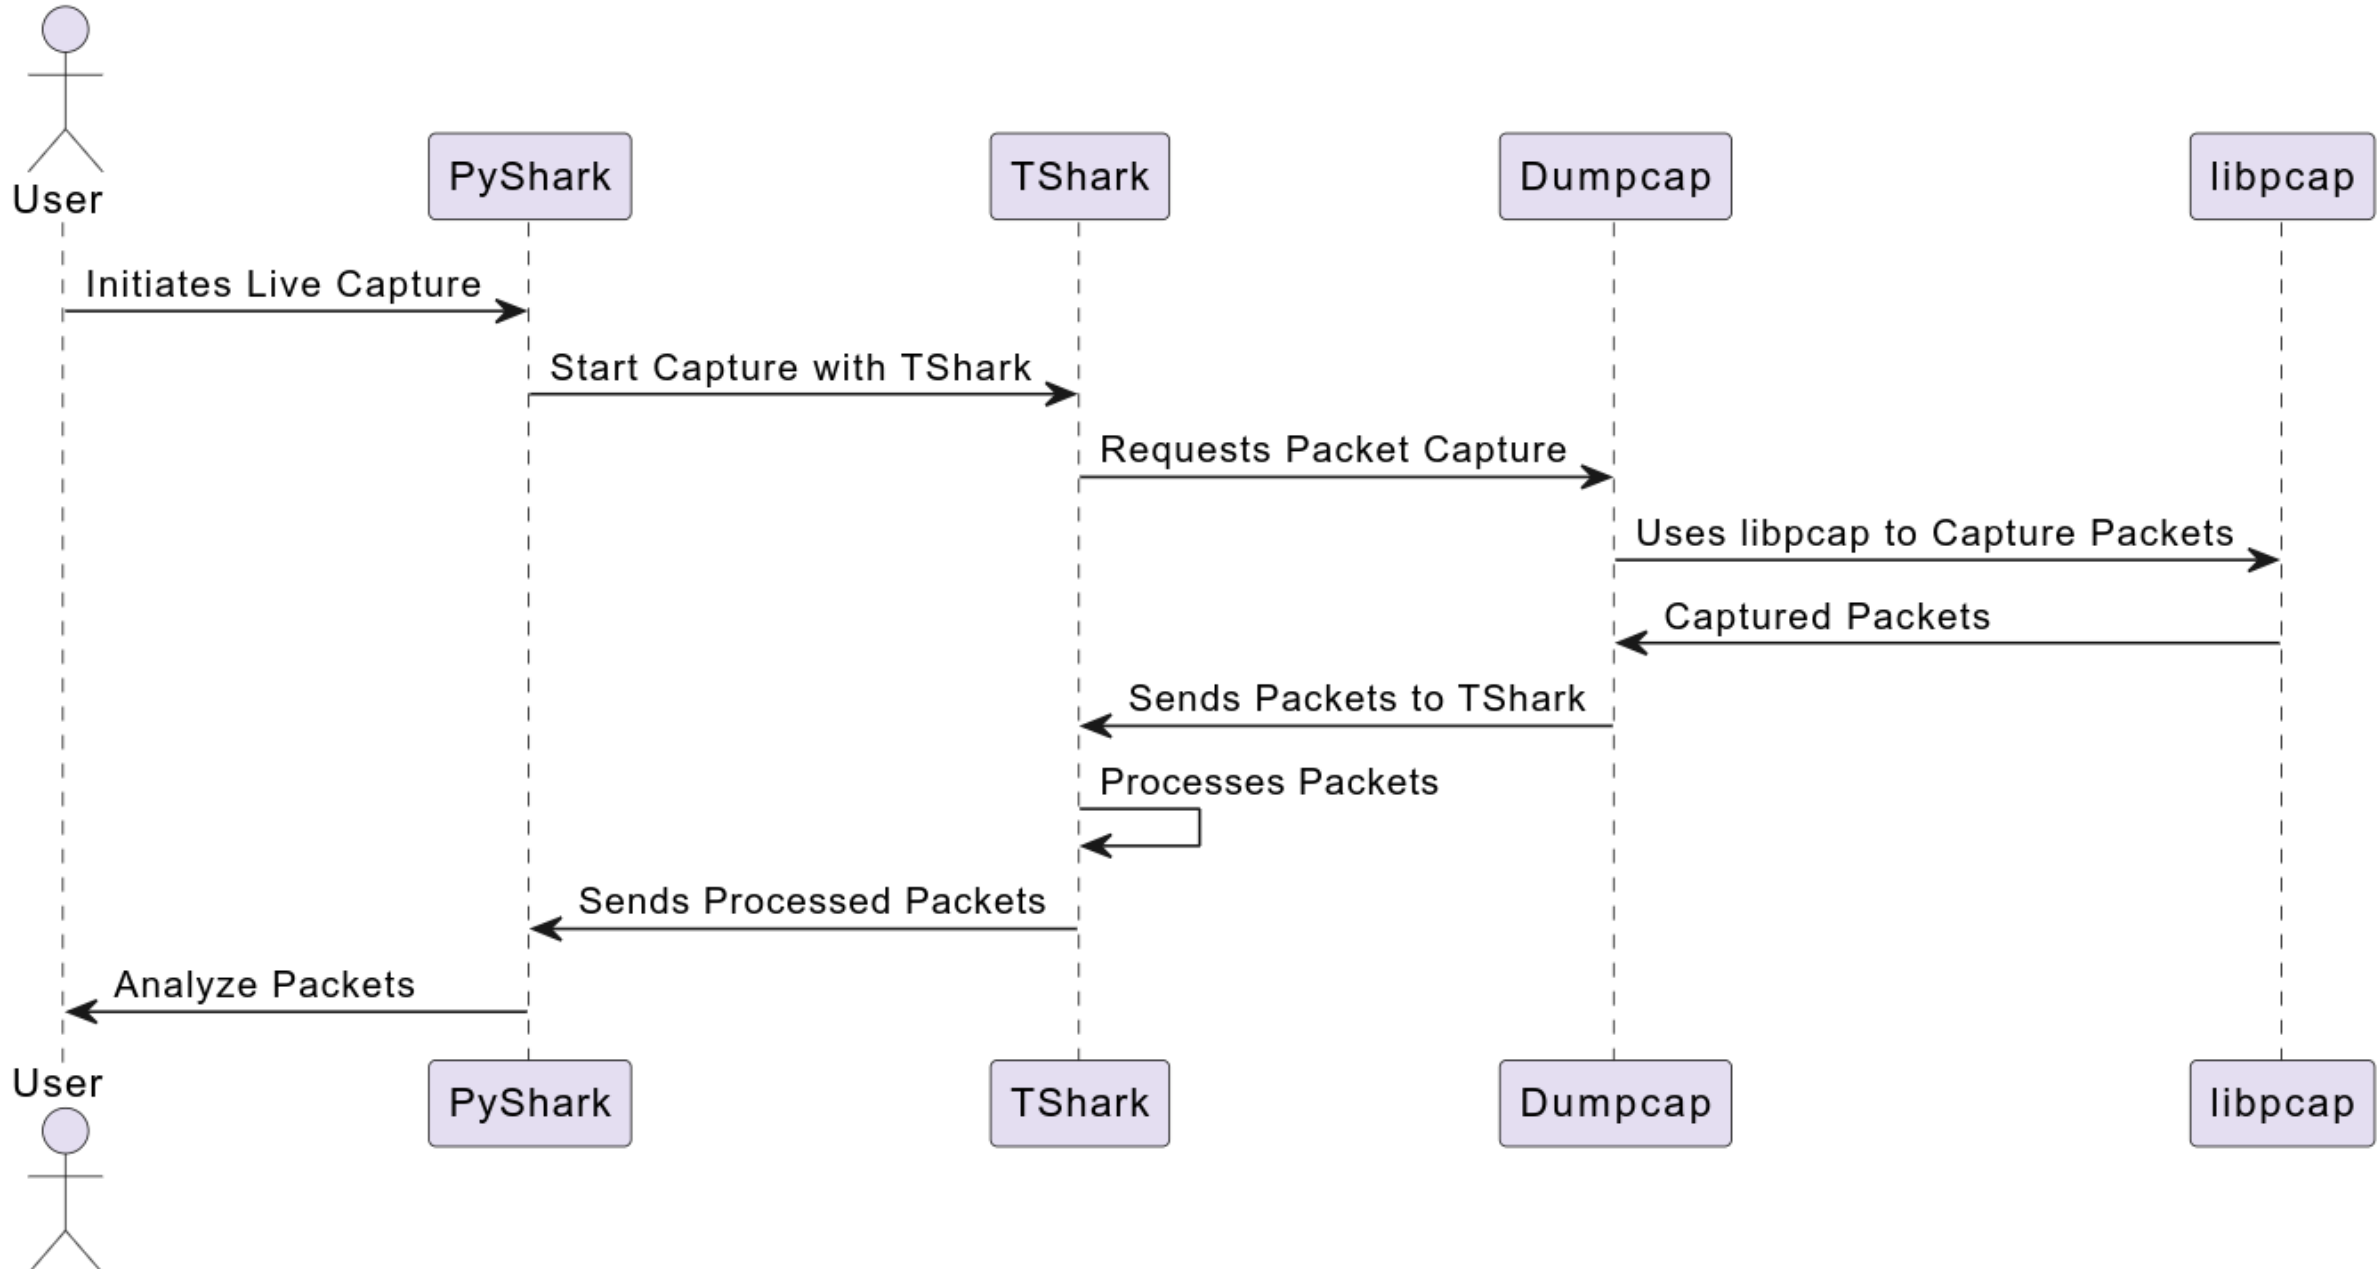 User
PyShark
TShark
Dumpcap
libpcap
Initiates Live Capture
Start Capture with TShark
Requests Packet Capture
Uses libpcap to Capture Packets
Captured Packets
Sends Packets to TShark
Processes Packets
Sends Processed Packets
Analyze Packets
User
PyShark
TShark
Dumpcap
libpcap